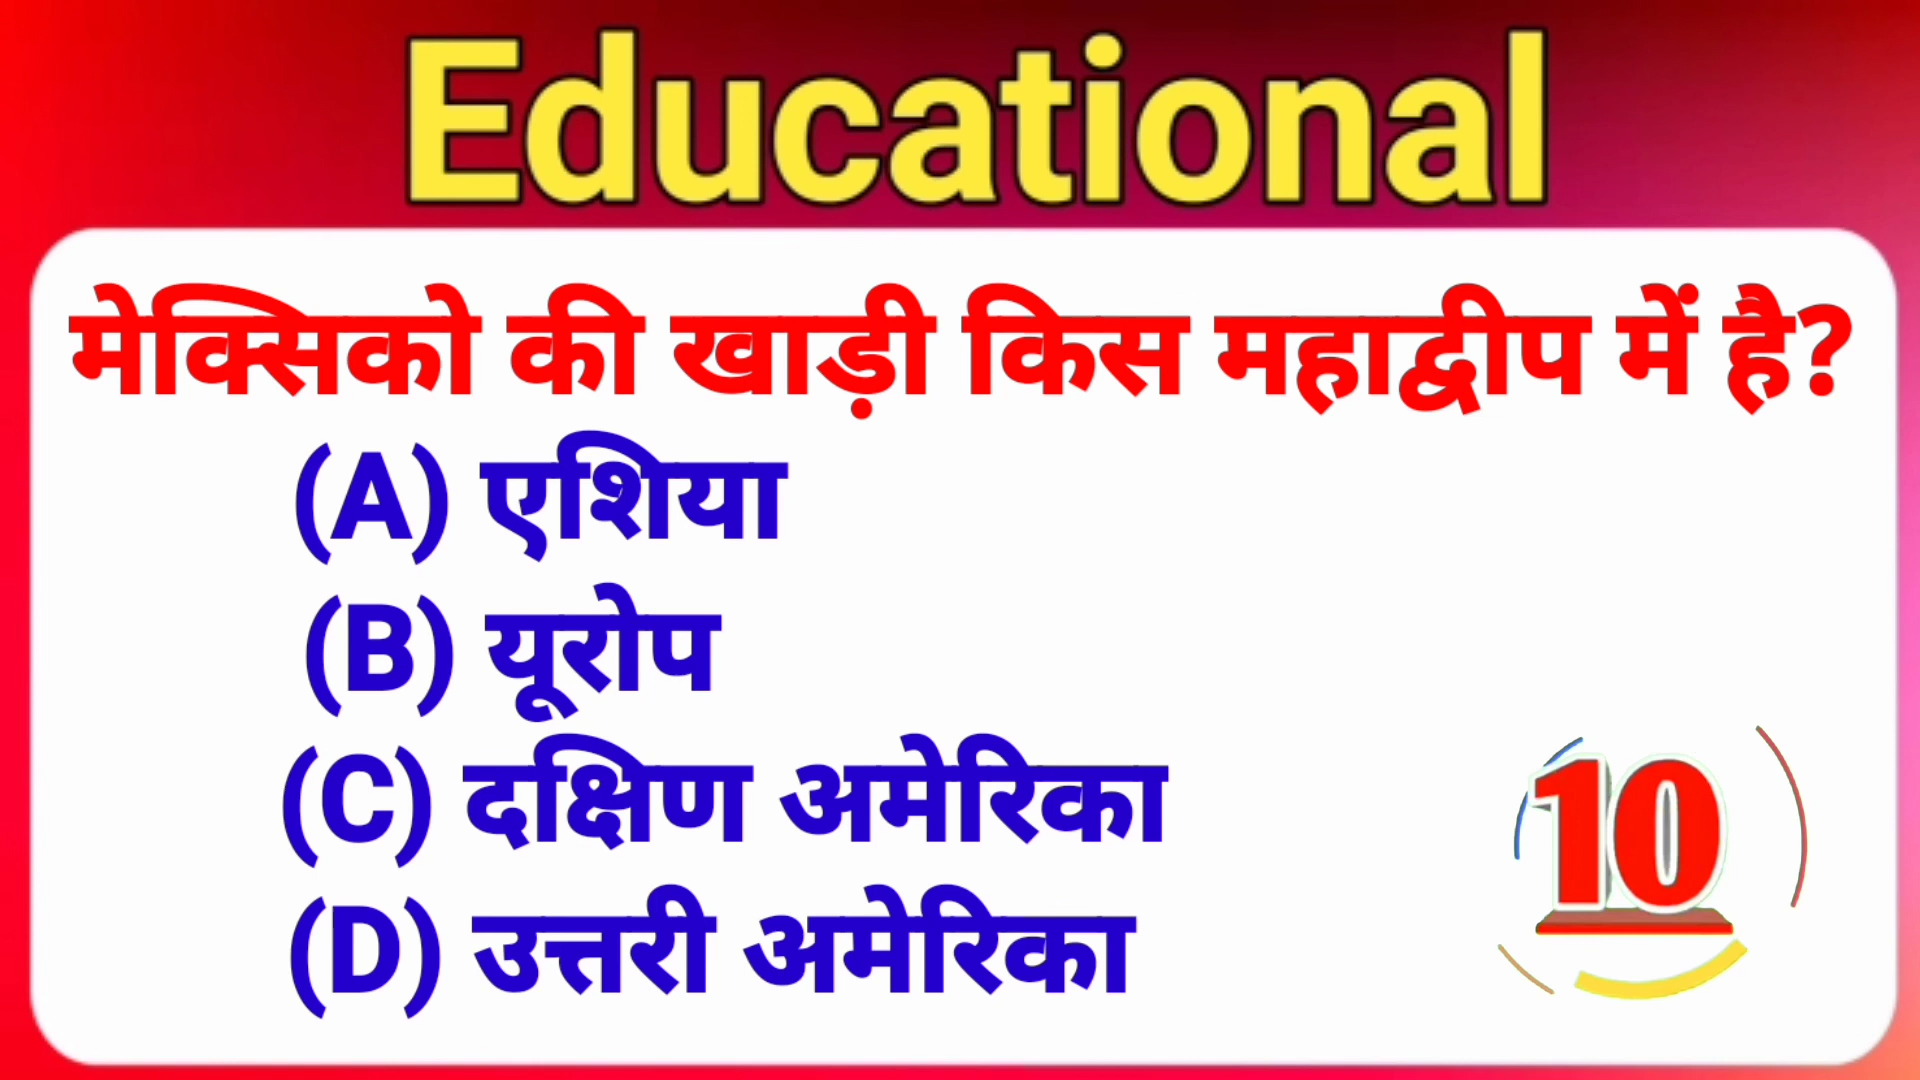 Educational
मेक्सिको की खाड़ी किस महाद्वीप में है?
(A) एशिया
(B) यूरोप
(C) दक्षिण अमेरिका
(D) उत्तरी अमेरिका
10